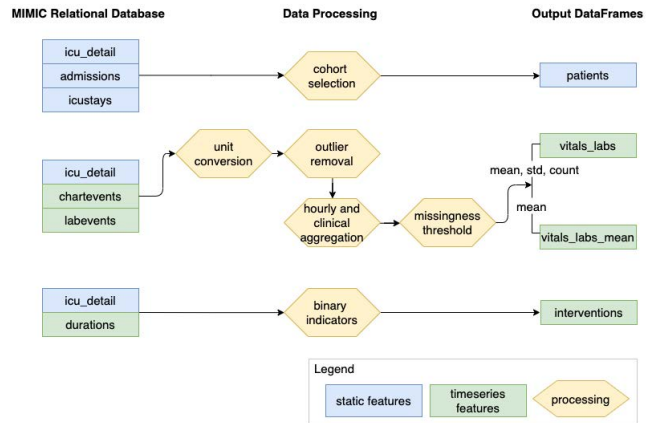 MIMIC Relational Database
Data Processing
Output DataFrames
icu_detail
admissions
icustays
cohort
selection
patients
icu_detail
chartevents
labevents
unit
conversion
outlier
removal
hourly and
clinical
aggregation
missingness
threshold
vitals_labs
mean, std, count
mean
vitals_labs_mean
icu_detail
durations
binary
indicators
interventions
Legend
static features
timeseries
features
processing